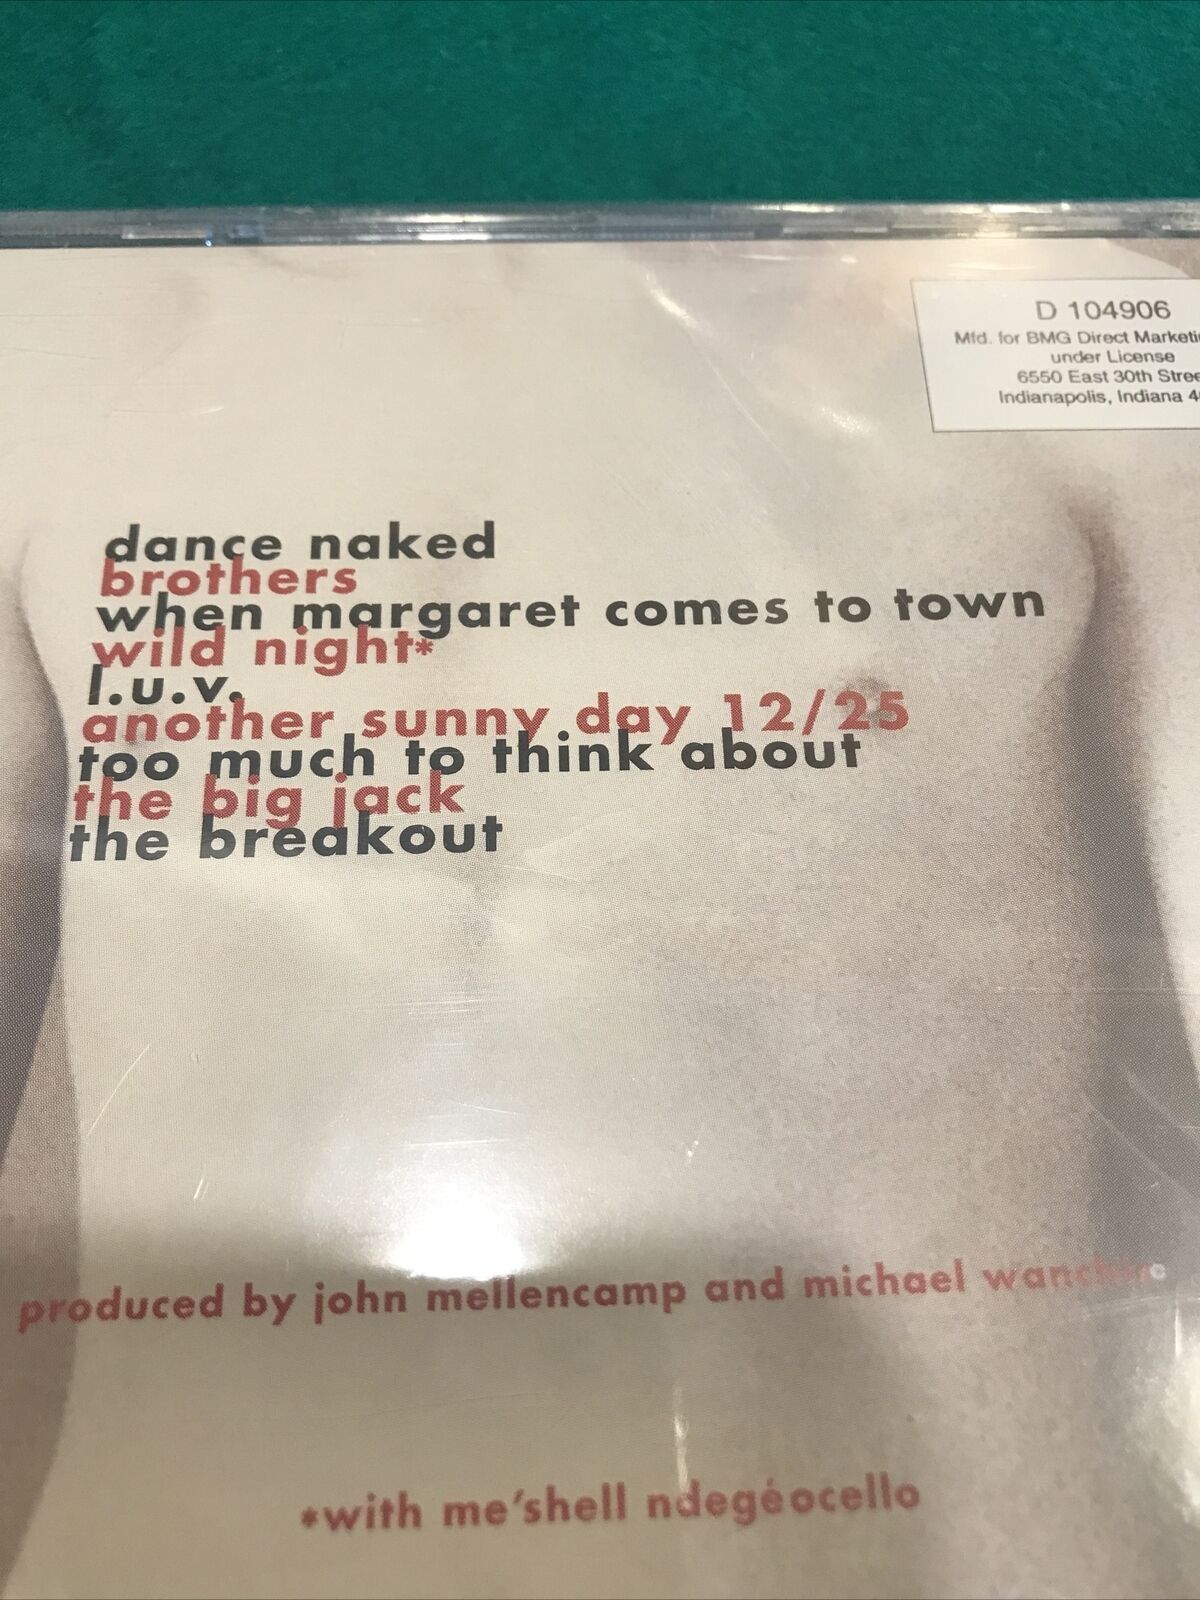 D 104906
Mfd. for BMG Direct Marketi
under License
6550 East 30th Stree
Indianapolis, Indiana 4
dance naked
brothers
when margaret comes to town
wild night*
l.u.v.
another sunny day 12/25
too much to think about
the big jack
the breakout
produced by john mellencamp and michael wanchic
*with me'shell ndegéocello